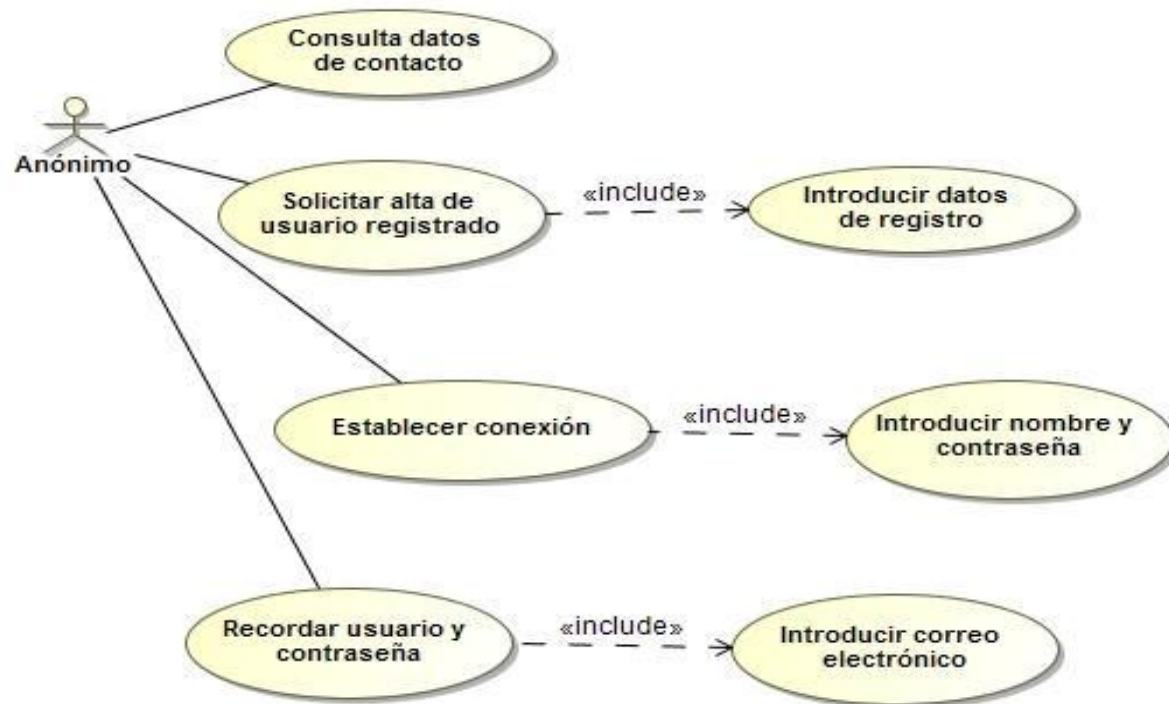 Consulta datos
de contacto
Anónimo
Solicitar alta de
usuario registrado
«include»
Introducir datos
de registro
Establecer conexión
«include»
Introducir nombre y
contraseña
Recordar usuario y
contraseña
«include»
Introducir correo
electrónico